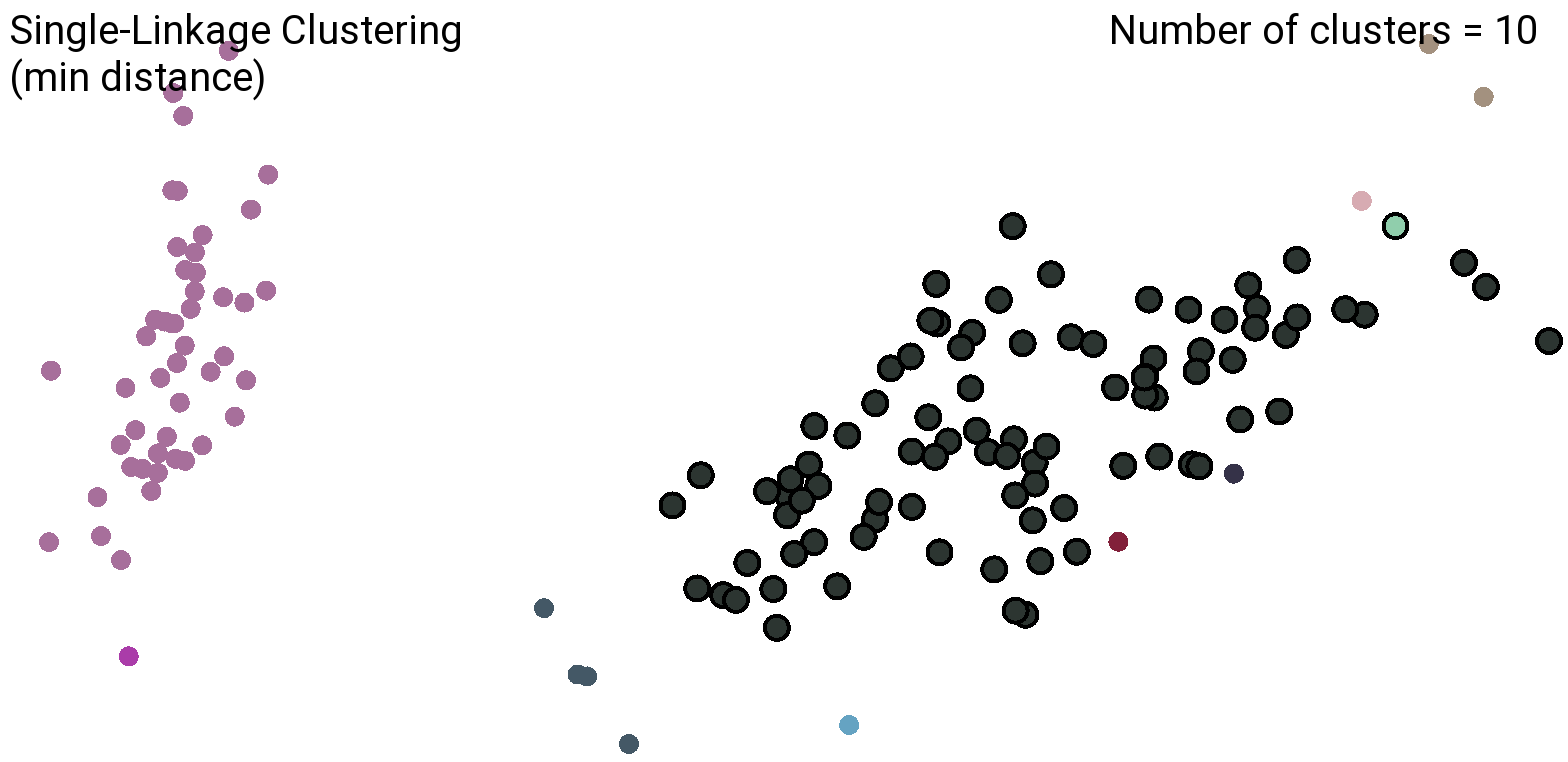 Single-Linkage Clustering
(min distance)
Number of clusters = 10